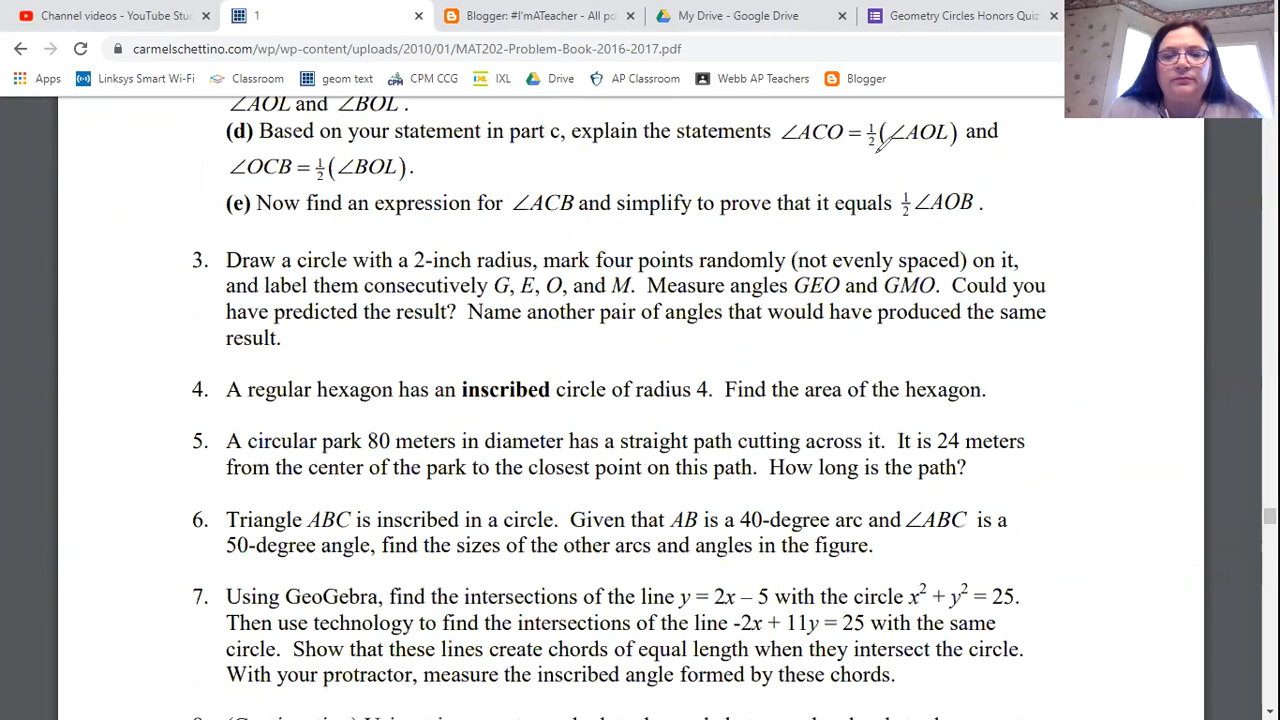 Channel videos - YouTube Stu
1
Blogger: #I'mATeacher - All po
My Drive - Google Drive
Geometry Circles Honors Quiz
carmelschettino.com/wp/wp-content/uploads/2010/01/MAT202-Problem-Book-2016-2017.pdf
Apps Linksys Smart Wi-Fi Classroom geom text CPM CCG IXL Drive AP Classroom Webb AP Teachers Blogger
∠AOL and ∠BOL .
(d) Based on your statement in part c, explain the statements ∠ACO = ½(∠AOL) and
∠OCB = ½(∠BOL).
(e) Now find an expression for ∠ACB and simplify to prove that it equals ½∠AOB .
3. Draw a circle with a 2-inch radius, mark four points randomly (not evenly spaced) on it,
and label them consecutively G, E, O, and M. Measure angles GEO and GMO. Could you
have predicted the result? Name another pair of angles that would have produced the same
result.
4. A regular hexagon has an inscribed circle of radius 4. Find the area of the hexagon.
5. A circular park 80 meters in diameter has a straight path cutting across it. It is 24 meters
from the center of the park to the closest point on this path. How long is the path?
6. Triangle ABC is inscribed in a circle. Given that AB is a 40-degree arc and ∠ABC is a
50-degree angle, find the sizes of the other arcs and angles in the figure.
7. Using GeoGebra, find the intersections of the line y = 2x – 5 with the circle x² + y² = 25.
Then use technology to find the intersections of the line -2x + 11y = 25 with the same
circle. Show that these lines create chords of equal length when they intersect the circle.
With your protractor, measure the inscribed angle formed by these chords.